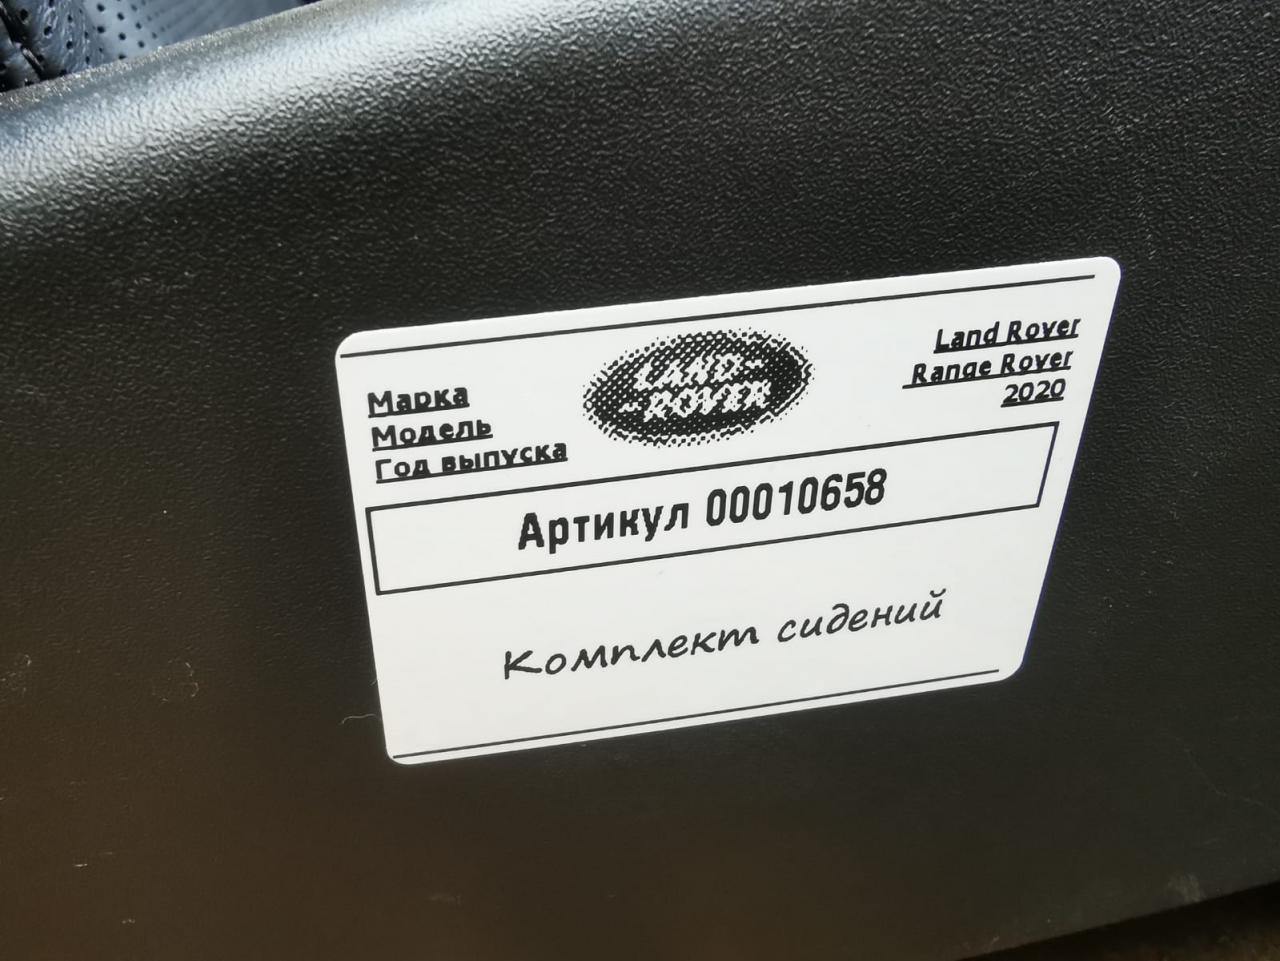 Марка
Модель
Год выпуска
LAND
ROVER
Land Rover
Range Rover
2020
Артикул 00010658
Комплект сидений